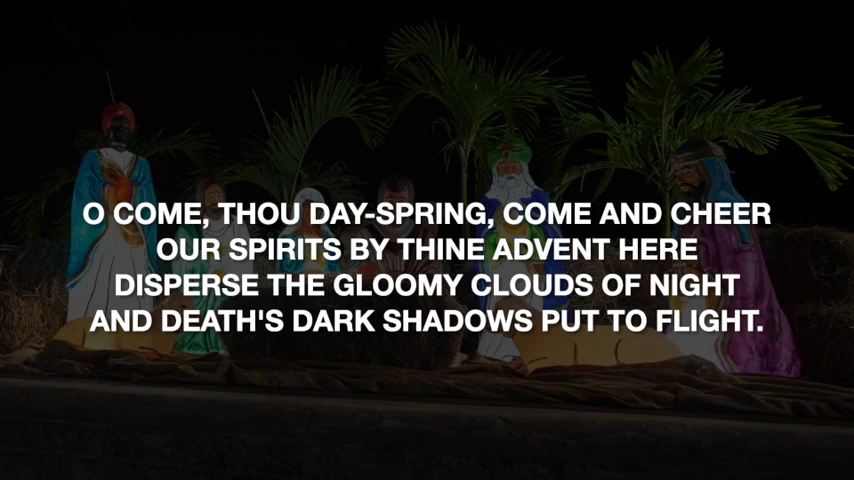 O COME, THOU DAY-SPRING, COME AND CHEER
OUR SPIRITS BY THINE ADVENT HERE
DISPERSE THE GLOOMY CLOUDS OF NIGHT
AND DEATH'S DARK SHADOWS PUT TO FLIGHT.